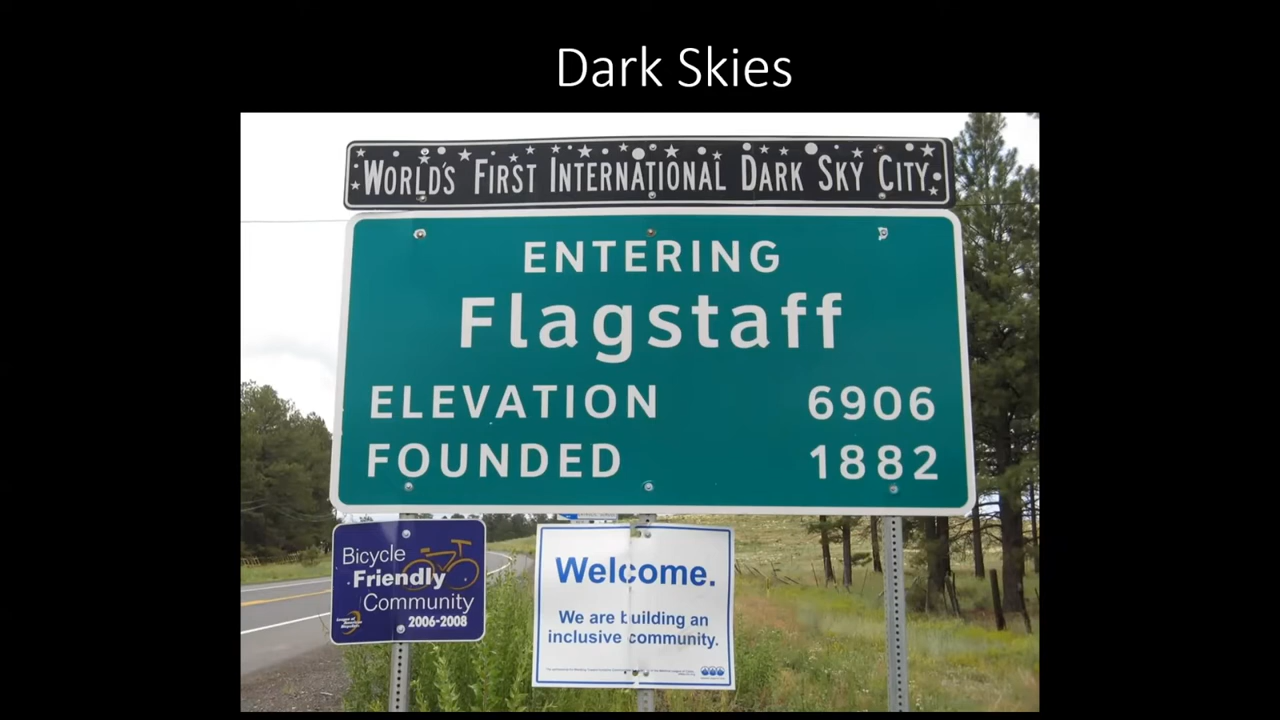 Dark Skies
WORLD'S FIRST INTERNATIONAL DARK SKY CITY
ENTERING
Flagstaff
ELEVATION 6906
FOUNDED 1882
Bicycle
Friendly
Community
2006-2008
Welcome.
We are building an
inclusive community.